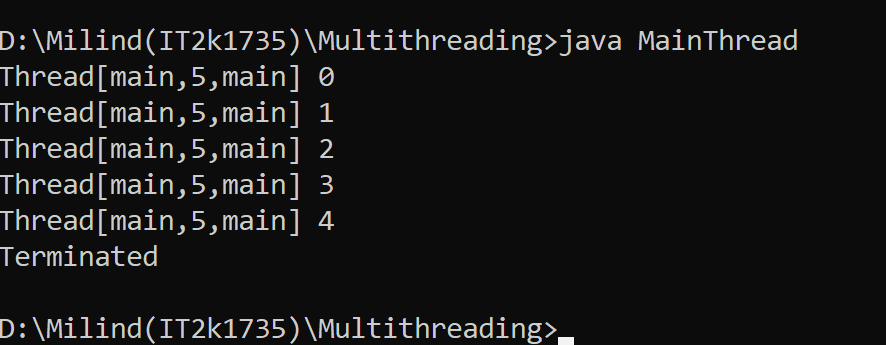 D:\Milind(IT2k1735)\Multithreading>java MainThread
Thread[main,5,main] 0
Thread[main,5,main] 1
Thread[main,5,main] 2
Thread[main,5,main] 3
Thread[main,5,main] 4
Terminated
D:\Milind(IT2k1735)\Multithreading>